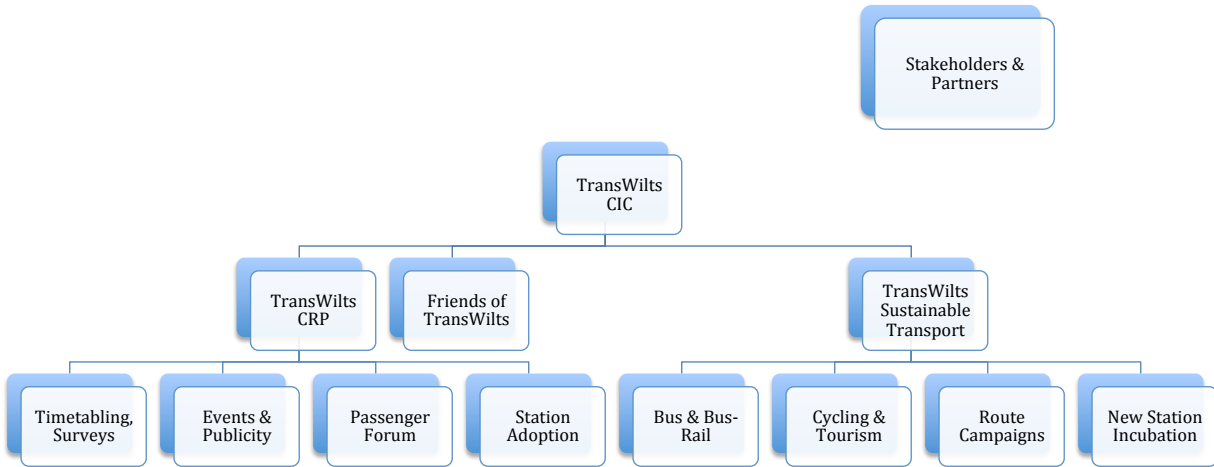 Stakeholders &
Partners
TransWilts
CIC
TransWilts
CRP
Friends of
TransWilts
TransWilts
Sustainable
Transport
Timetabling,
Surveys
Events &
Publicity
Passenger
Forum
Station
Adoption
Bus & Bus-
Rail
Cycling &
Tourism
Route
Campaigns
New Station
Incubation